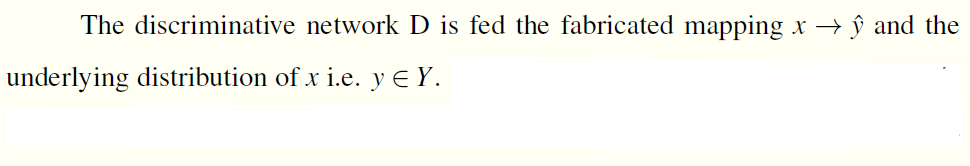 The discriminative network D is fed the fabricated mapping x → ŷ and the
underlying distribution of x i.e. y ∈ Y.